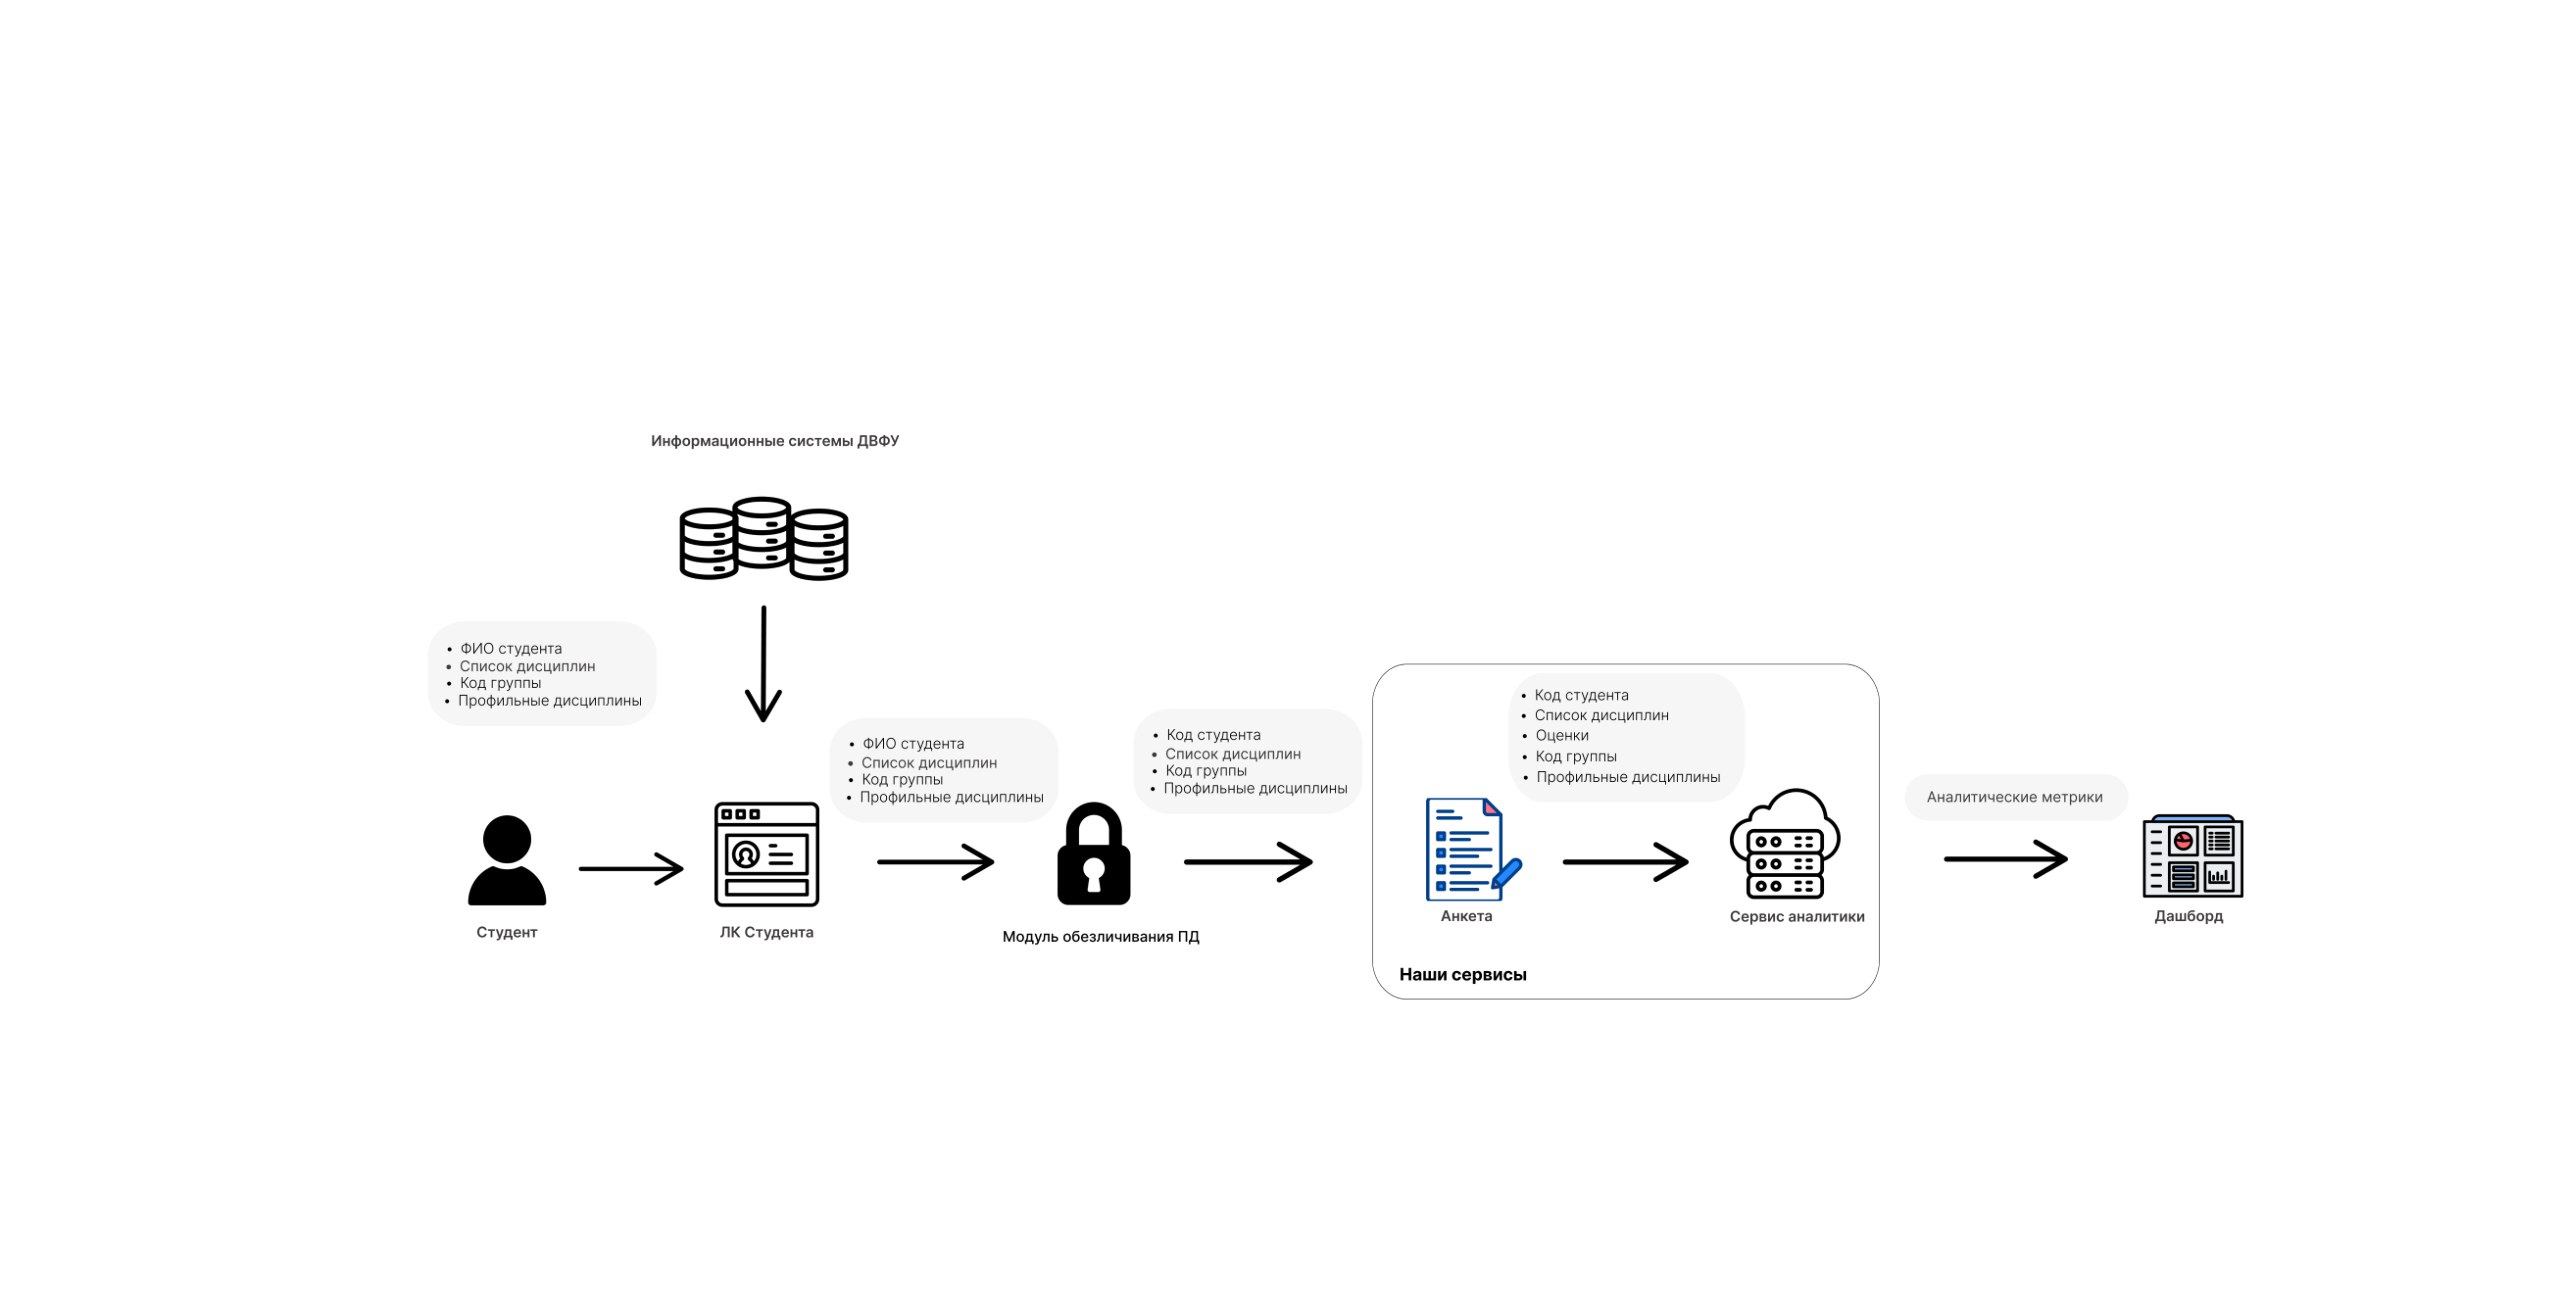 Информационные системы ДВФУ
• ФИО студента
• Список дисциплин
• Код группы
• Профильные дисциплины
• ФИО студента
• Список дисциплин
• Код группы
• Профильные дисциплины
• Код студента
• Список дисциплин
• Код группы
• Профильные дисциплины
• Код студента
• Список дисциплин
• Оценки
• Код группы
• Профильные дисциплины
Аналитические метрики
Студент
ЛК Студента
Модуль обезличивания ПД
Анкета
Сервис аналитики
Дашборд
Наши сервисы